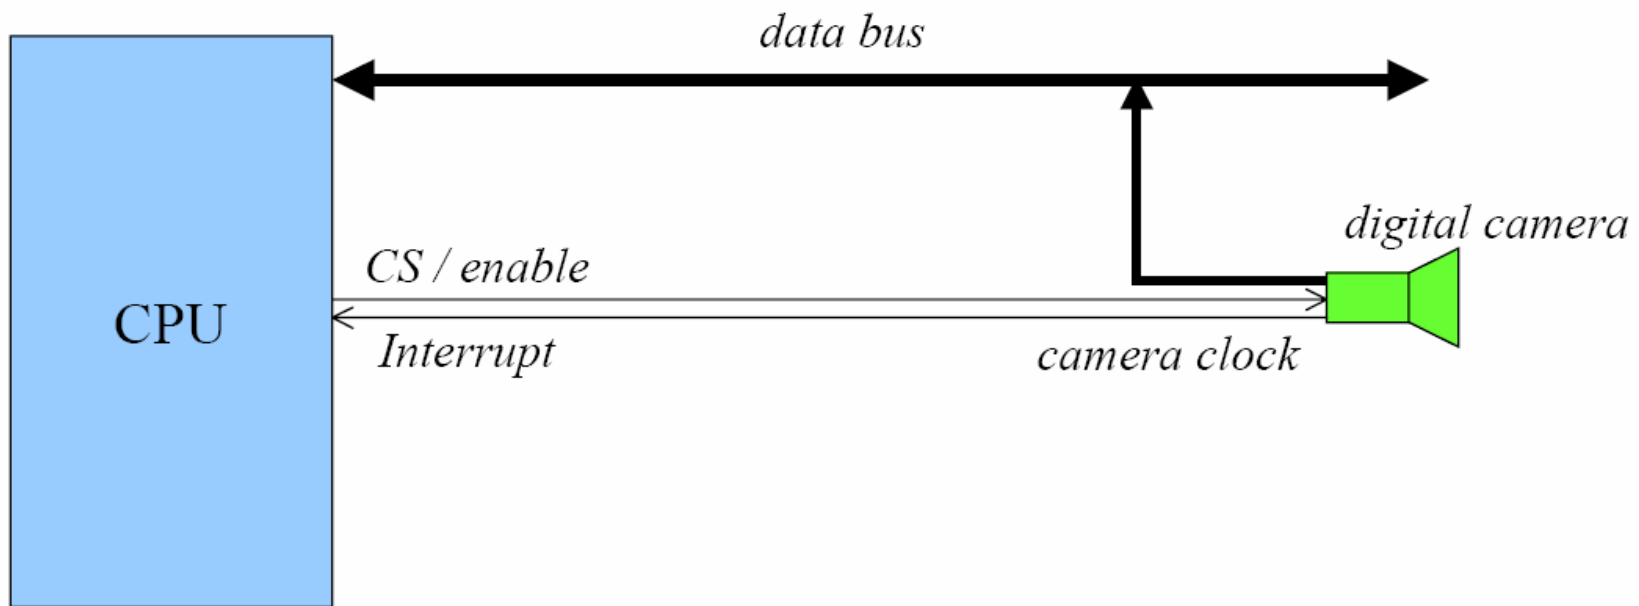 data bus
digital camera
CS / enable
CPU
Interrupt
camera clock